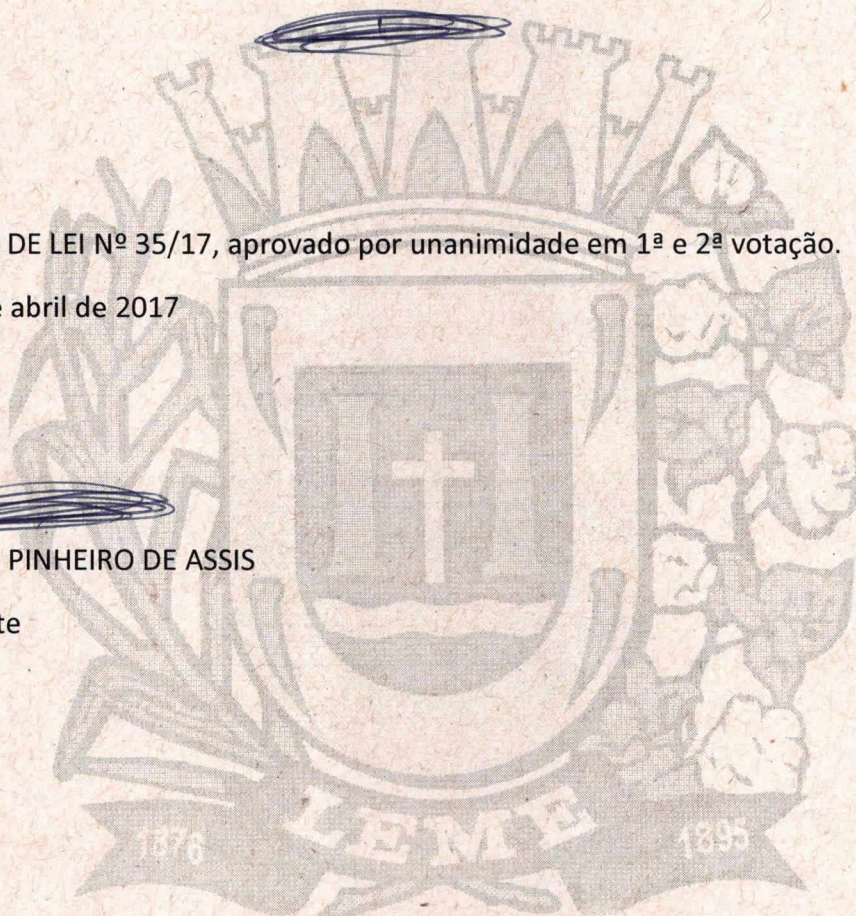 DE LEI Nº 35/17, aprovado por unanimidade em 1ª e 2ª votação.
e abril de 2017
PINHEIRO DE ASSIS
te
LEME
1876
1895